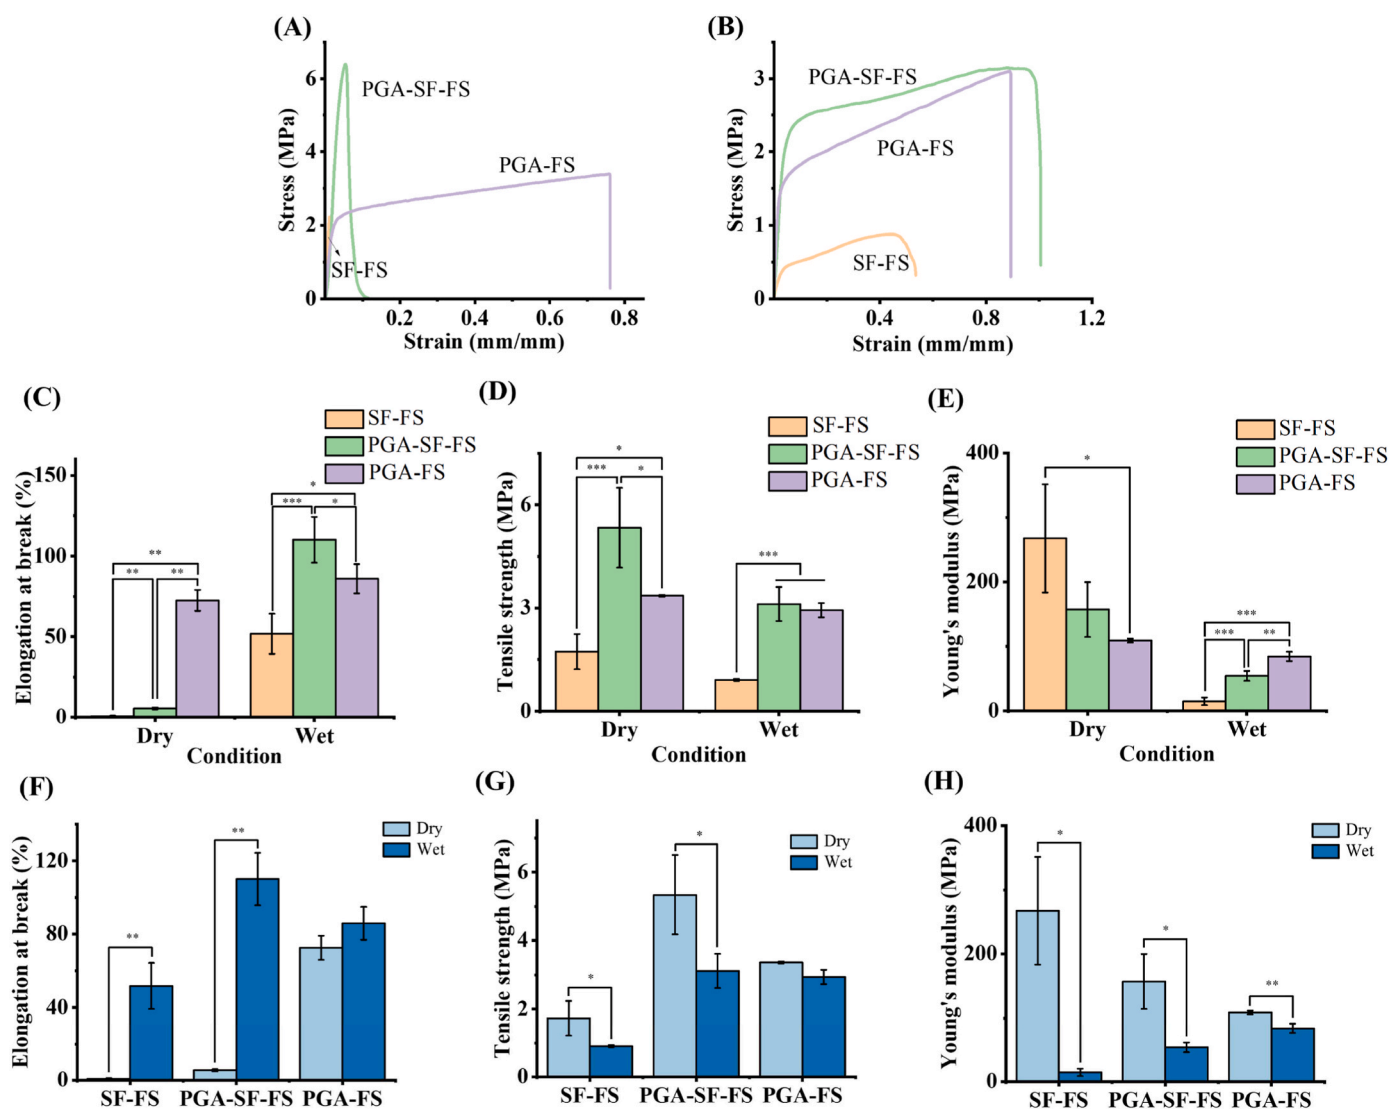 (A)
Stress (MPa)
6
4
2
0
PGA-SF-FS
PGA-FS
SF-FS
0.2 0.4 0.6 0.8
Strain (mm/mm)
(B)
Stress (MPa)
3
2
1
0
PGA-SF-FS
PGA-FS
SF-FS
0.4 0.8 1.2
Strain (mm/mm)
(C)
SF-FS
PGA-SF-FS
PGA-FS
Elongation at break (%)
150
100
50
0
** ** **
* *** *
Dry Wet
Condition
(D)
SF-FS
PGA-SF-FS
PGA-FS
Tensile strength (MPa)
6
3
0
* *** *
***
Dry Wet
Condition
(E)
SF-FS
PGA-SF-FS
PGA-FS
Young's modulus (MPa)
400
200
0
*
*** *** **
Dry Wet
Condition
(F)
Dry
Wet
Elongation at break (%)
120
80
40
0
** **
SF-FS PGA-SF-FS PGA-FS
(G)
Dry
Wet
Tensile strength (MPa)
6
4
2
0
* *
SF-FS PGA-SF-FS PGA-FS
(H)
Dry
Wet
Young's modulus (MPa)
400
200
0
* * **
SF-FS PGA-SF-FS PGA-FS